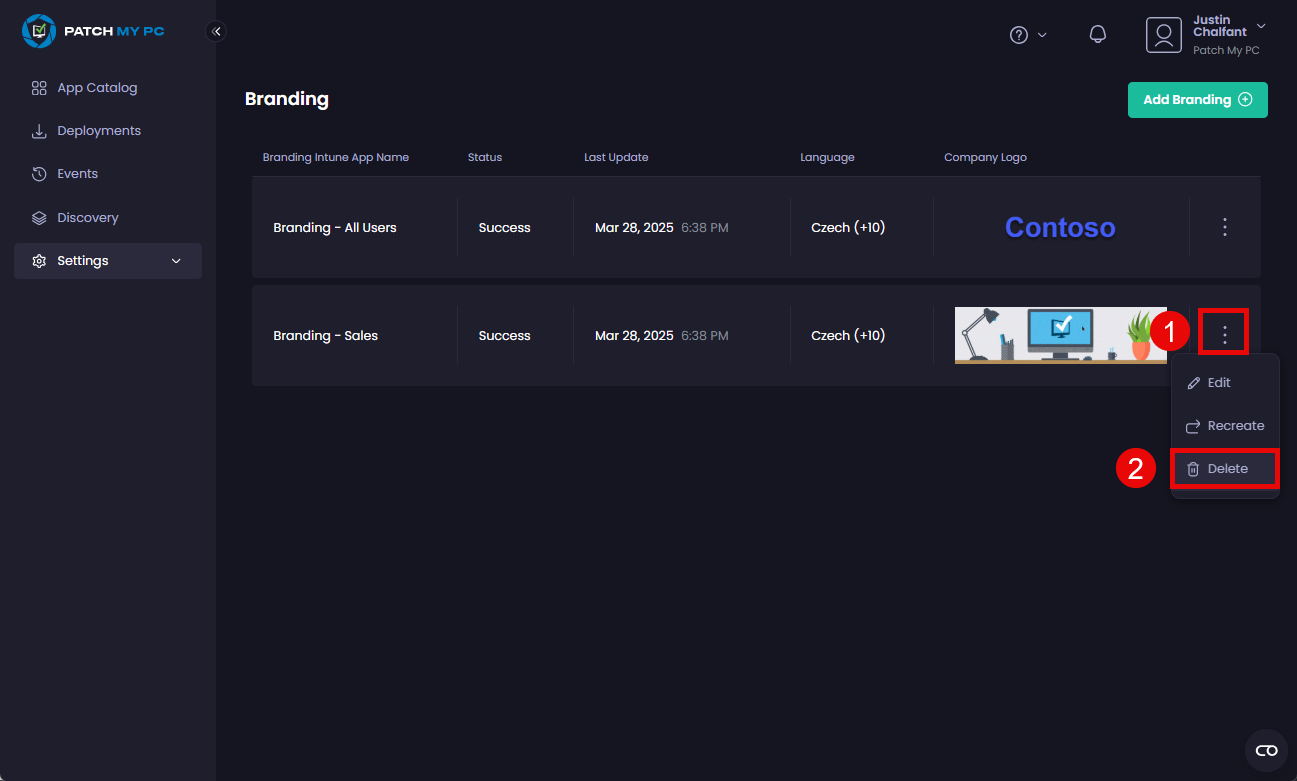 PATCH MY PC
Justin
Chalfant
Patch My PC
App Catalog
Deployments
Events
Discovery
Settings
Branding
Add Branding
Branding Intune App Name Status Last Update Language Company Logo
Branding - All Users Success Mar 28, 2025 6:38 PM Czech (+10) Contoso
Branding - Sales Success Mar 28, 2025 6:38 PM Czech (+10)
1
Edit
Recreate
2
Delete